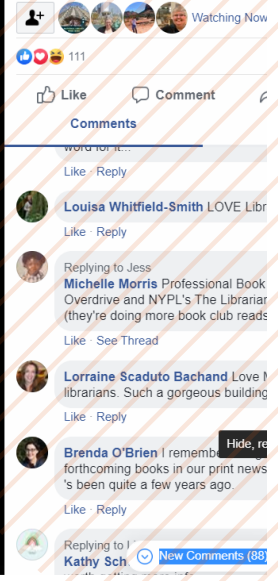 Watching Now
111
Like Comment
Comments
word for it...
Like · Reply
Louisa Whitfield-Smith LOVE Libr
Like · Reply
Replying to Jess
Michelle Morris Professional Book
Overdrive and NYPL's The Librarian
(they're doing more book club reads
Like · See Thread
Lorraine Scaduto Bachand Love
librarians. Such a gorgeous building
Like · Reply
Hide, re
Brenda O'Brien I remember
forthcoming books in our print news
's been quite a few years ago.
Like · Reply
Replying to
Kathy Sch
New Comments (88)